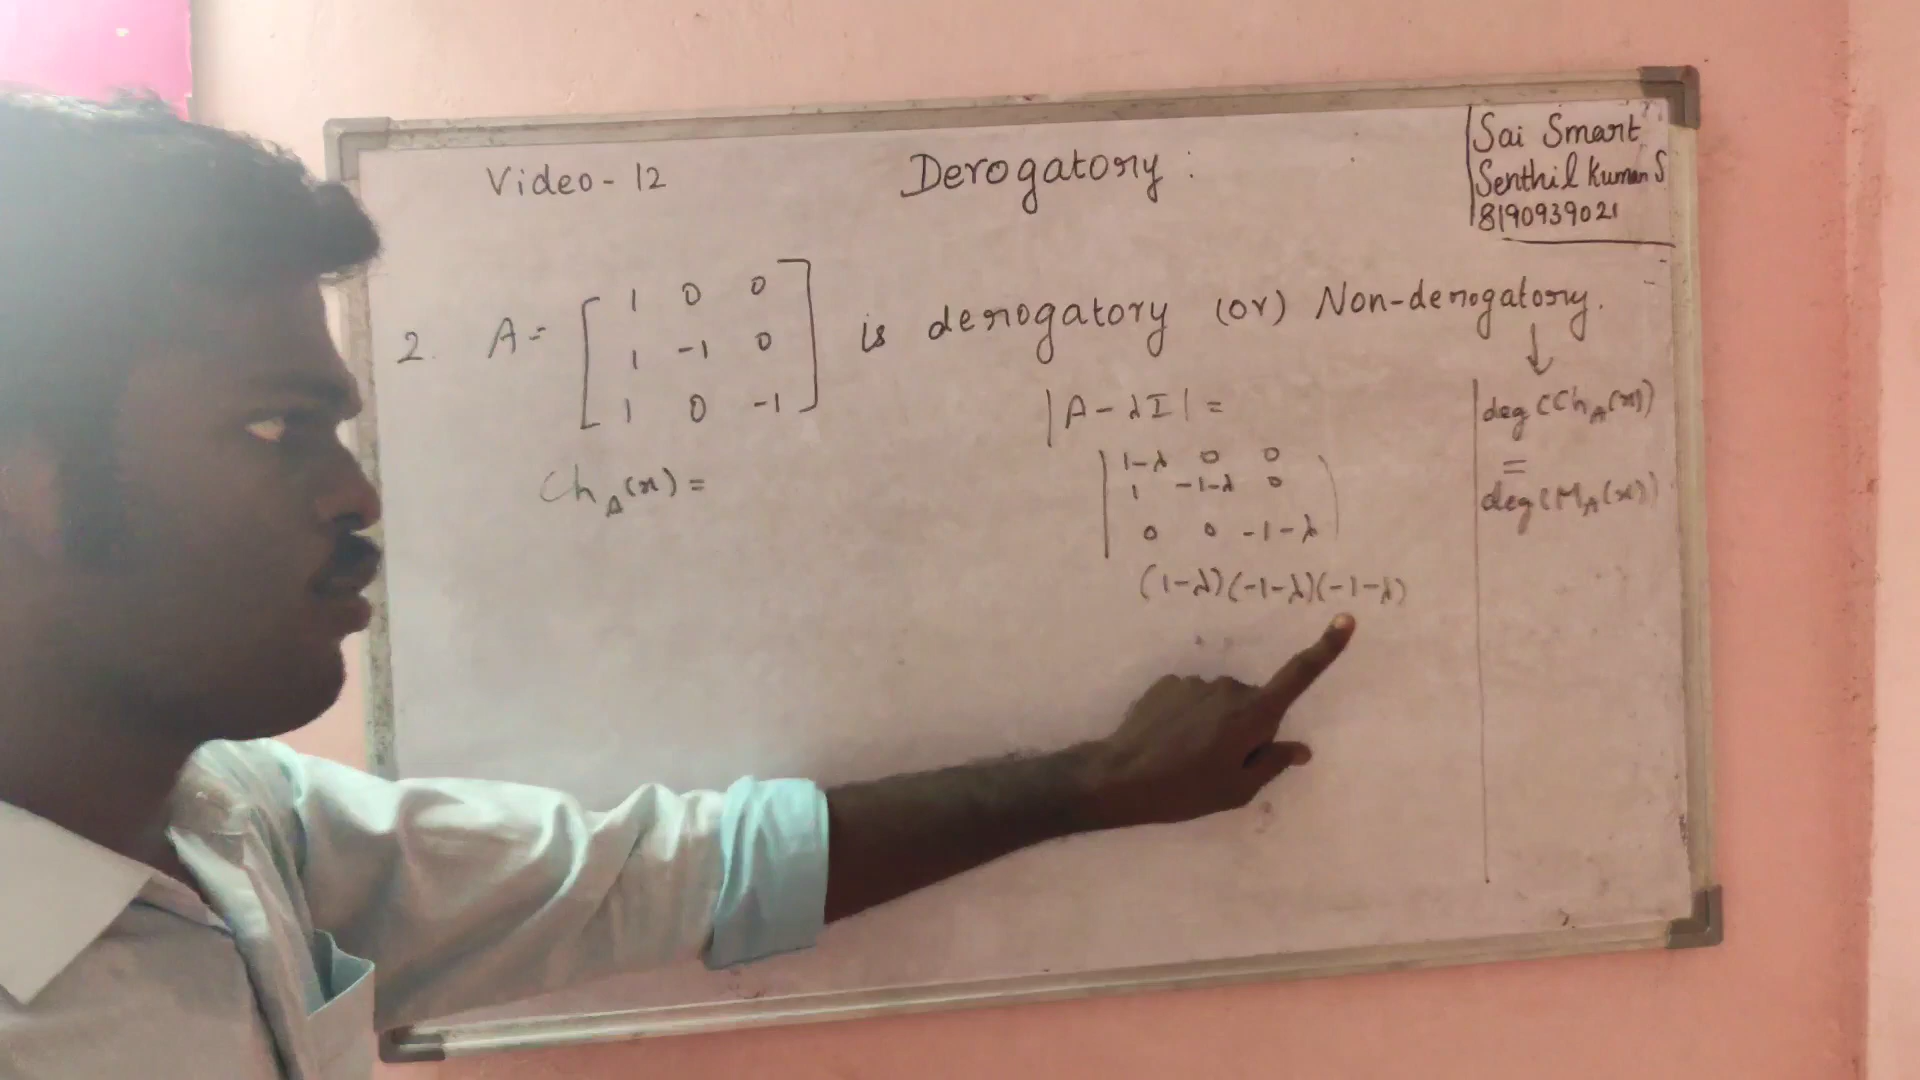 Video - 12
Derogatory :
Sai Smart
Senthil Kumar S
8190939021
2. A = [ 1 0 0
1 -1 0
1 0 -1 ]
is derogatory (or) Non-derogatory.
↓
|A - λI| =
deg(Ch_A(x))
=
deg(M_A(x))
Ch_A(x) =
| 1-λ 0 0
1 -1-λ 0
0 0 -1-λ |
(1-λ)(-1-λ)(-1-λ)